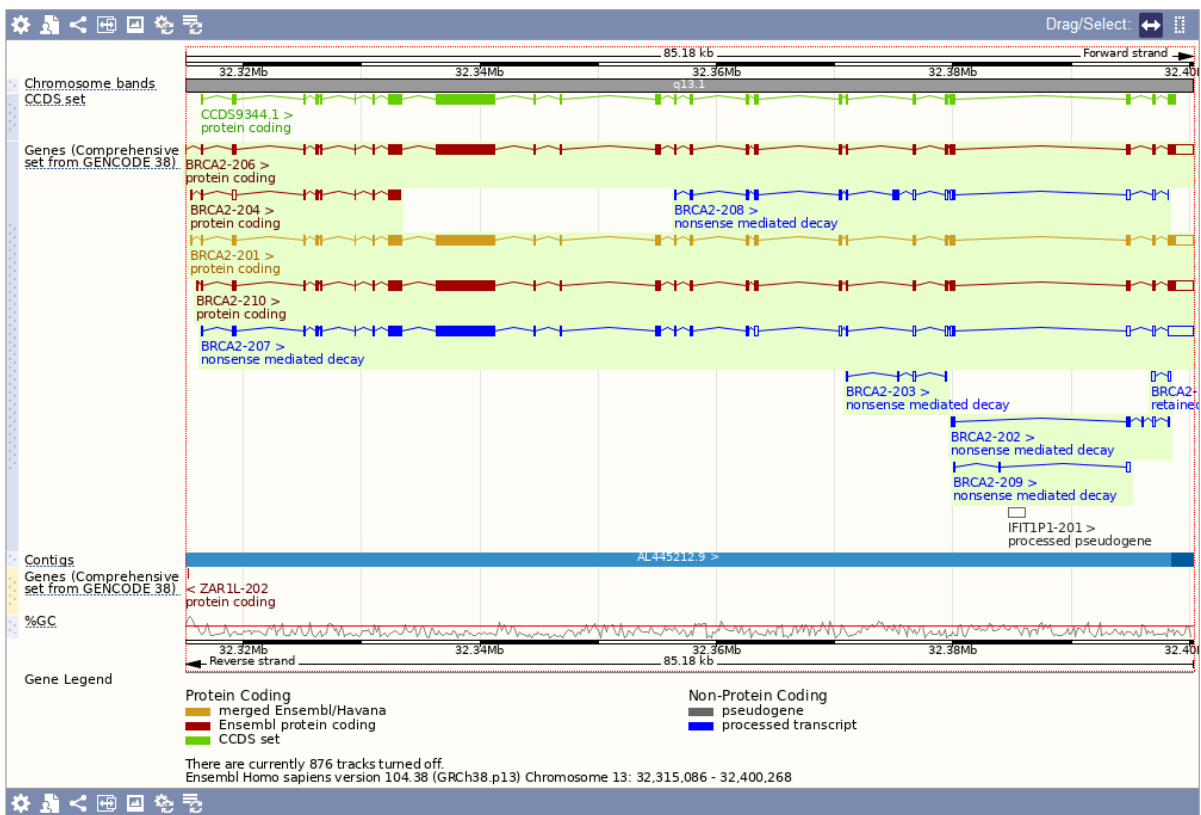 Drag/Select:
85.18 kb
Forward strand
32.32Mb 32.34Mb 32.36Mb 32.38Mb 32.40
Chromosome bands
q13.1
CCDS set
CCDS9344.1 >
protein coding
Genes (Comprehensive
set from GENCODE 38)
BRCA2-206 >
protein coding
BRCA2-204 >
protein coding
BRCA2-208 >
nonsense mediated decay
BRCA2-201 >
protein coding
BRCA2-210 >
protein coding
BRCA2-207 >
nonsense mediated decay
BRCA2-203 >
nonsense mediated decay
BRCA2-
retained
BRCA2-202 >
nonsense mediated decay
BRCA2-209 >
nonsense mediated decay
IFIT1P1-201 >
processed pseudogene
Contigs
AL445212.9 >
Genes (Comprehensive
set from GENCODE 38)
< ZAR1L-202
protein coding
%GC
32.32Mb 32.34Mb 32.36Mb 32.38Mb 32.40
Reverse strand
85.18 kb
Gene Legend
Protein Coding
merged Ensembl/Havana
Ensembl protein coding
CCDS set
Non-Protein Coding
pseudogene
processed transcript
There are currently 876 tracks turned off.
Ensembl Homo sapiens version 104.38 (GRCh38.p13) Chromosome 13: 32,315,086 - 32,400,268